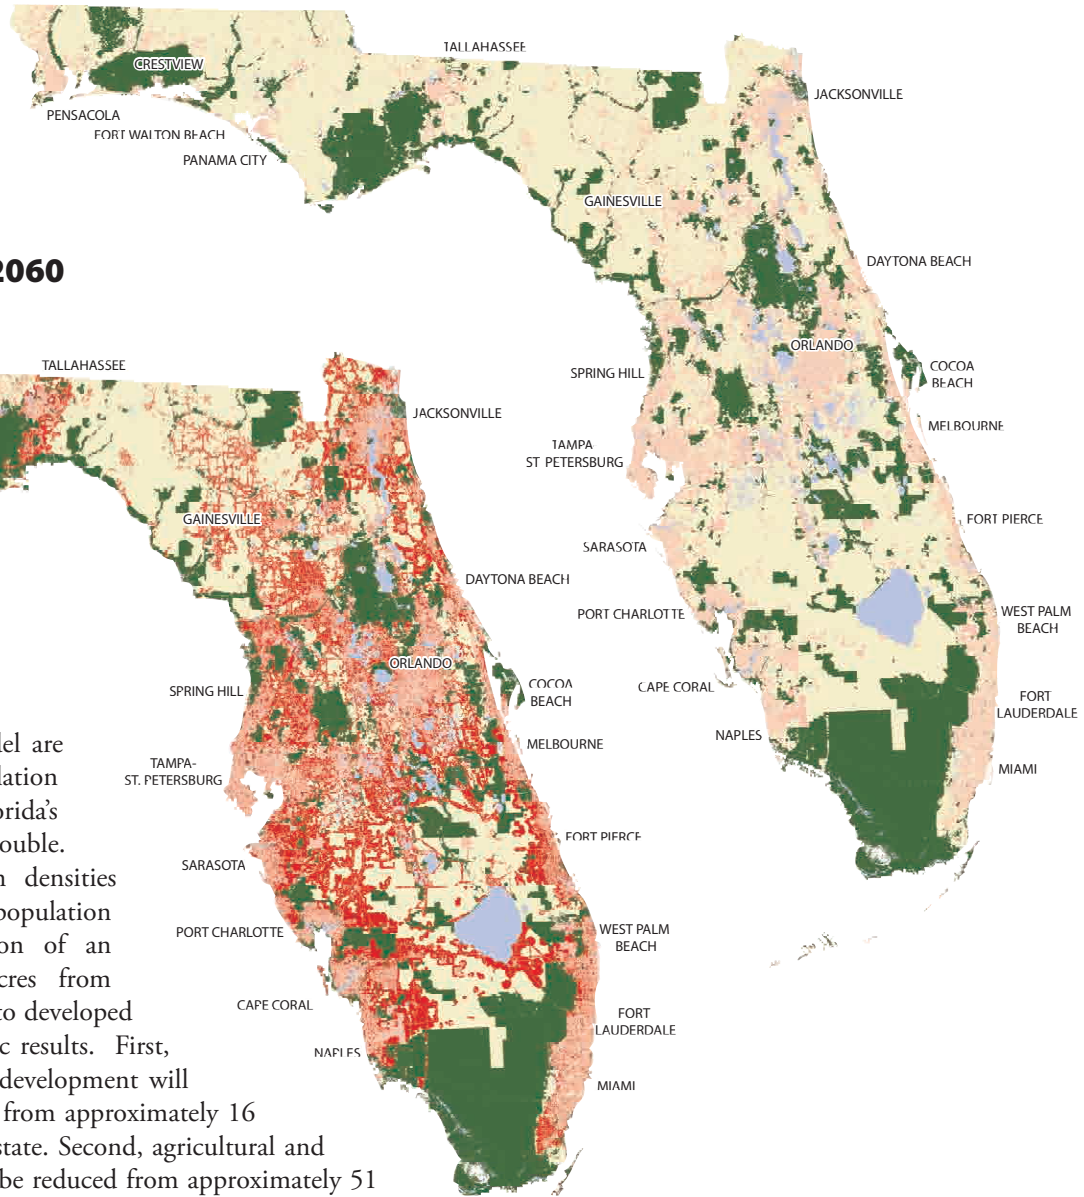 TALLAHASSEE
CRESTVIEW
JACKSONVILLE
PENSACOLA
FORT WALTON BEACH
PANAMA CITY
GAINESVILLE
DAYTONA BEACH
ORLANDO
SPRING HILL
COCOA
BEACH
MELBOURNE
TAMPA
ST PETERSBURG
FORT PIERCE
SARASOTA
PORT CHARLOTTE
WEST PALM
BEACH
CAPE CORAL
FORT
LAUDERDALE
NAPLES
MIAMI
2060
TALLAHASSEE
JACKSONVILLE
GAINESVILLE
DAYTONA BEACH
ORLANDO
SPRING HILL
COCOA
BEACH
MELBOURNE
TAMPA-
ST. PETERSBURG
FORT PIERCE
SARASOTA
PORT CHARLOTTE
WEST PALM
BEACH
CAPE CORAL
FORT
LAUDERDALE
NAPLES
MIAMI
del are
lation
orida's
ouble.
n densities
population
on of an
cres from
to developed
c results. First,
development will
from approximately 16
state. Second, agricultural and
be reduced from approximately 51